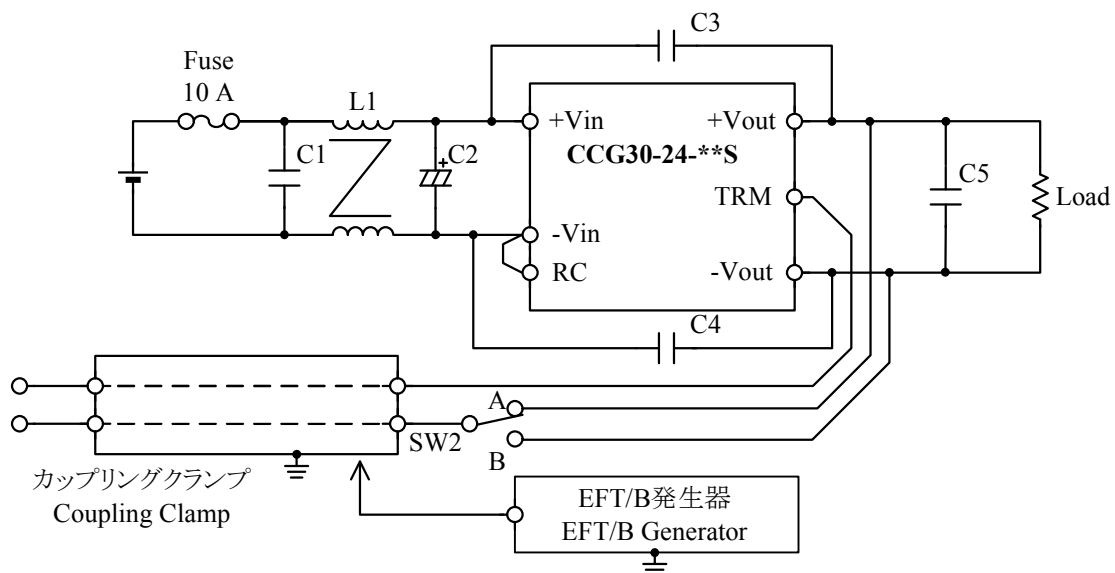 C3
Fuse
10 A
L1
+Vin
+Vout
C1
C2
+
CCG30-24-**S
TRM
C5
Load
-Vin
RC
-Vout
C4
A
SW2
B
カップリングクランプ
Coupling Clamp
EFT/B発生器
EFT/B Generator